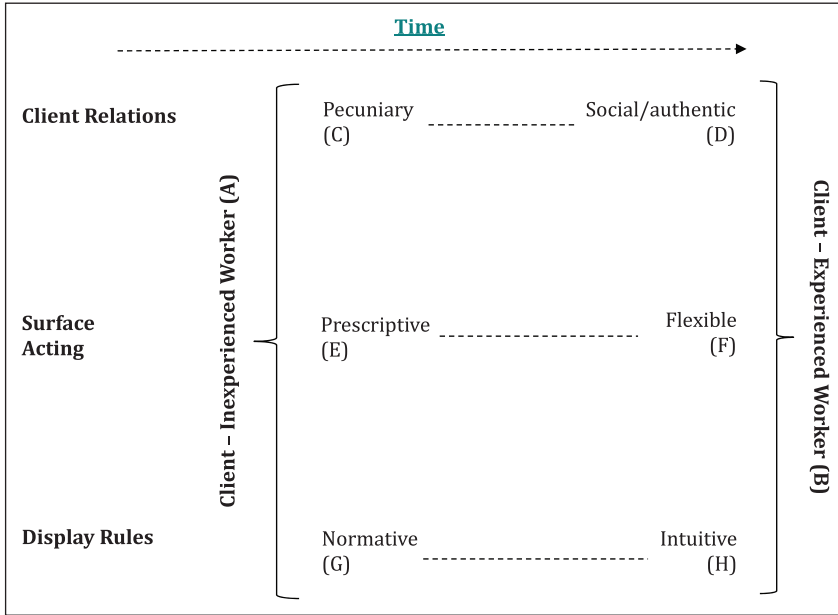 Time
Client Relations
Pecuniary
(C)
Social/authentic
(D)
Client – Inexperienced Worker (A)
Client – Experienced Worker (B)
Surface
Acting
Prescriptive
(E)
Flexible
(F)
Display Rules
Normative
(G)
Intuitive
(H)